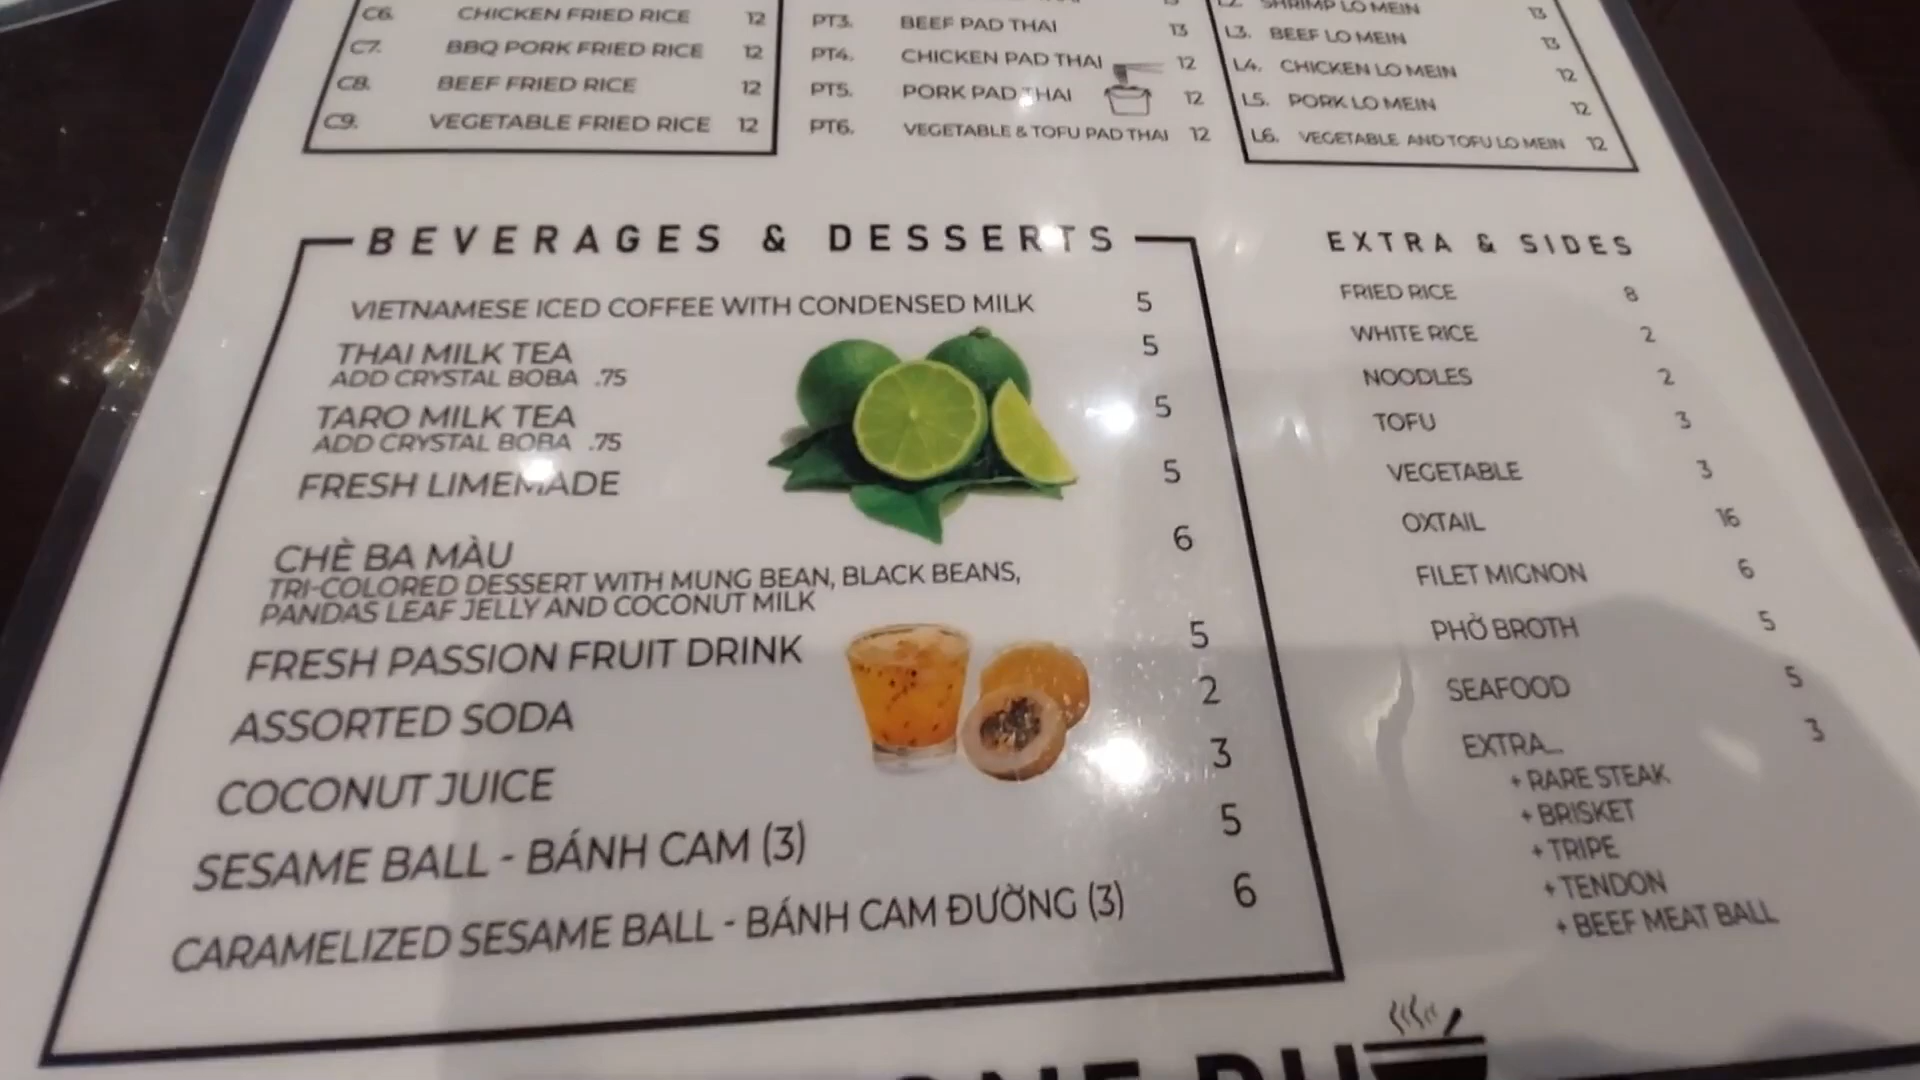 C6. CHICKEN FRIED RICE 12
C7. BBQ PORK FRIED RICE 12
C8. BEEF FRIED RICE 12
C9. VEGETABLE FRIED RICE 12
PT3. BEEF PAD THAI 13
PT4. CHICKEN PAD THAI 12
PT5. PORK PAD THAI 12
PT6. VEGETABLE & TOFU PAD THAI 12
L2. SHRIMP LO MEIN 13
L3. BEEF LO MEIN 13
L4. CHICKEN LO MEIN 12
L5. PORK LO MEIN 12
L6. VEGETABLE AND TOFU LO MEIN 12
BEVERAGES & DESSERTS
VIETNAMESE ICED COFFEE WITH CONDENSED MILK 5
THAI MILK TEA 5
ADD CRYSTAL BOBA .75
TARO MILK TEA 5
ADD CRYSTAL BOBA .75
FRESH LIMEMADE 5
CHÈ BA MÀU 6
TRI-COLORED DESSERT WITH MUNG BEAN, BLACK BEANS,
PANDAS LEAF JELLY AND COCONUT MILK
FRESH PASSION FRUIT DRINK 5
ASSORTED SODA 2
COCONUT JUICE 3
SESAME BALL - BÁNH CAM (3) 5
CARAMELIZED SESAME BALL - BÁNH CAM ĐƯỜNG (3) 6
EXTRA & SIDES
FRIED RICE 8
WHITE RICE 2
NOODLES 2
TOFU 3
VEGETABLE 3
OXTAIL 16
FILET MIGNON 6
PHỞ BROTH 5
SEAFOOD 5
EXTRA... 3
+ RARE STEAK
+ BRISKET
+ TRIPE
+ TENDON
+ BEEF MEAT BALL